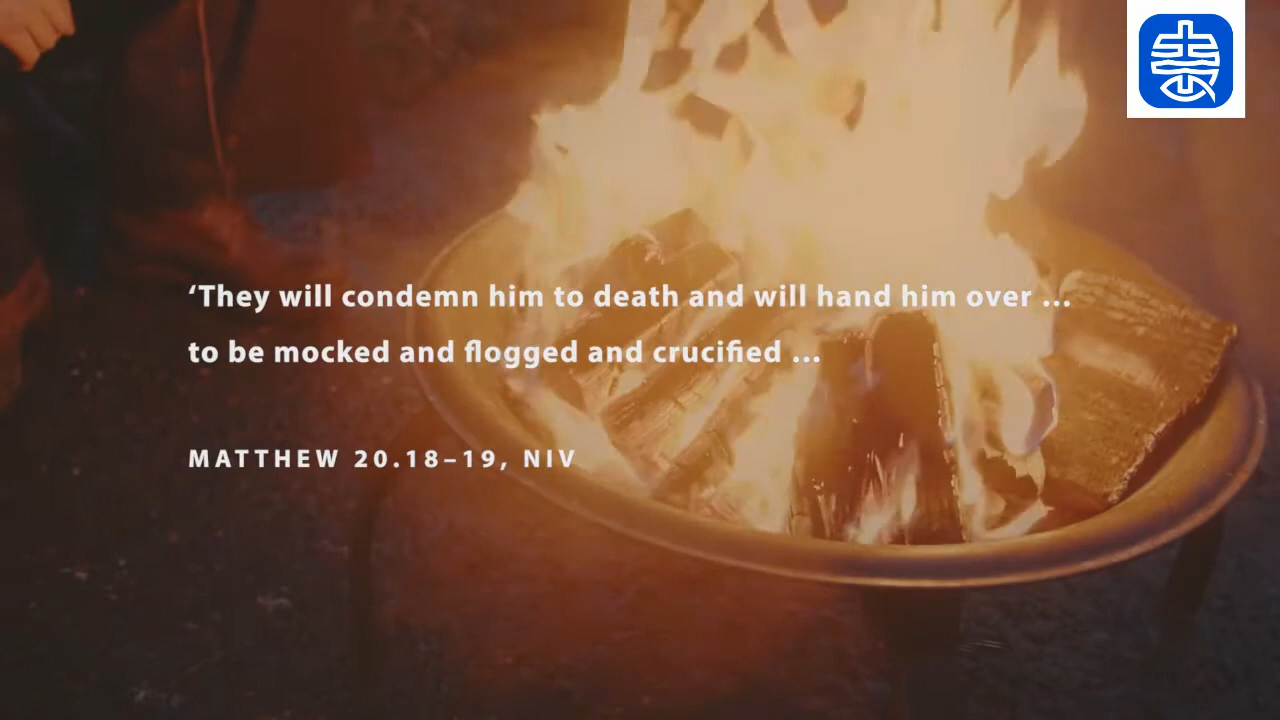 ‘They will condemn him to death and will hand him over ...
to be mocked and flogged and crucified ...
MATTHEW 20.18–19, NIV